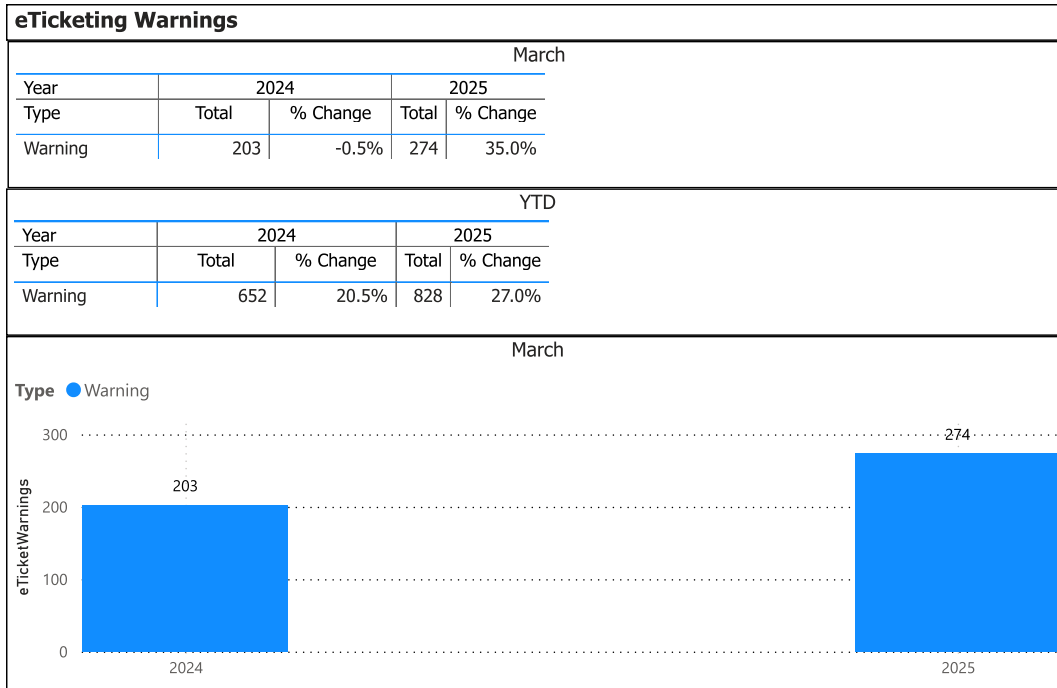 eTicketing Warnings
March
Year 2024 2025
Type Total % Change Total % Change
Warning 203 -0.5% 274 35.0%
YTD
Year 2024 2025
Type Total % Change Total % Change
Warning 652 20.5% 828 27.0%
March
Type Warning
eTicketWarnings
300
274
203
200
100
0
2024 2025